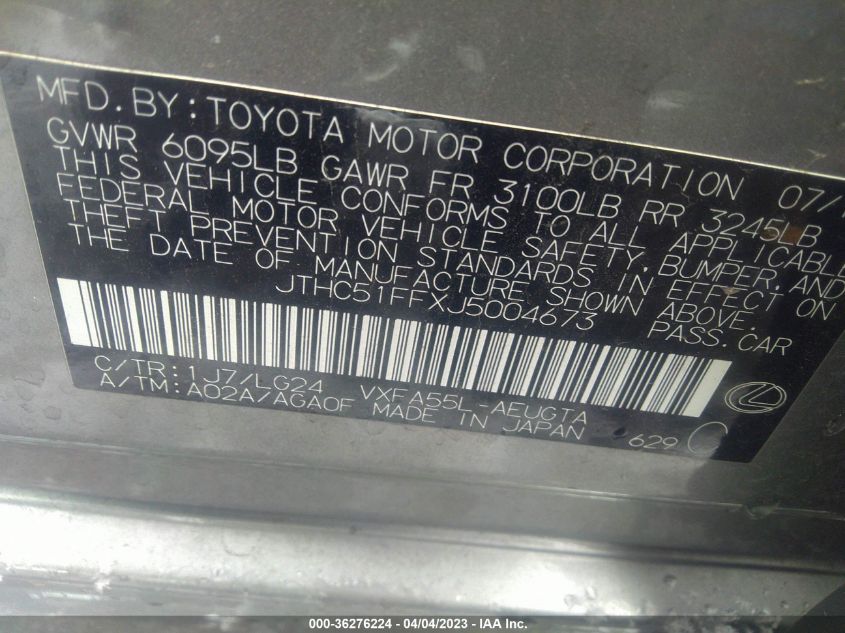 MFD. BY: TOYOTA MOTOR CORPORATION 07/
GVWR 6095LB GAWR FR 3100LB RR 3245LB
THIS VEHICLE CONFORMS TO ALL APPLICABLE
FEDERAL MOTOR VEHICLE SAFETY, BUMPER, AND
THEFT PREVENTION STANDARDS IN EFFECT ON
THE DATE OF MANUFACTURE SHOWN ABOVE.
JTHC51FFXJ5004673 PASS. CAR
C/TR: 1J7/LG24 VXFA55L-AEUGTA
A/TM: A02A/AGA0F MADE IN JAPAN 629
000-36276224 - 04/04/2023 - IAA Inc.